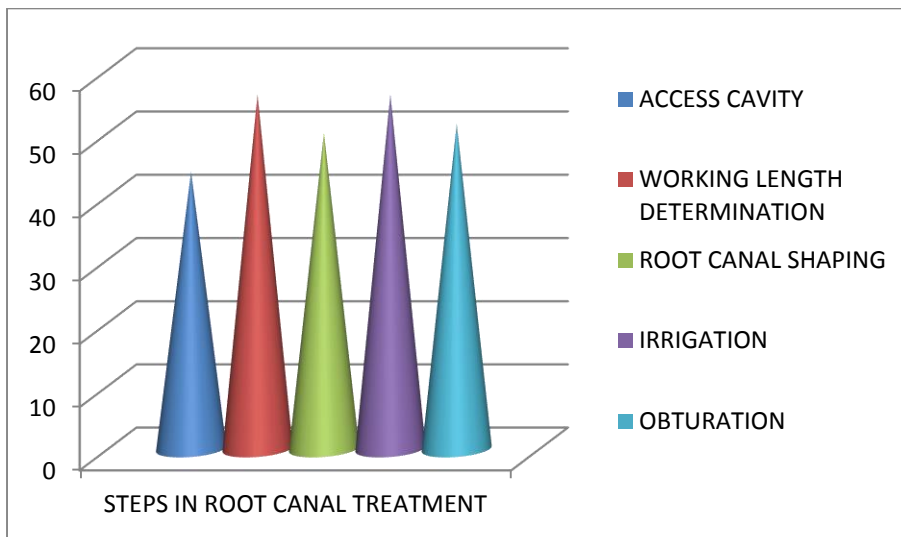 60
50
40
30
20
10
0
STEPS IN ROOT CANAL TREATMENT
ACCESS CAVITY
WORKING LENGTH
DETERMINATION
ROOT CANAL SHAPING
IRRIGATION
OBTURATION